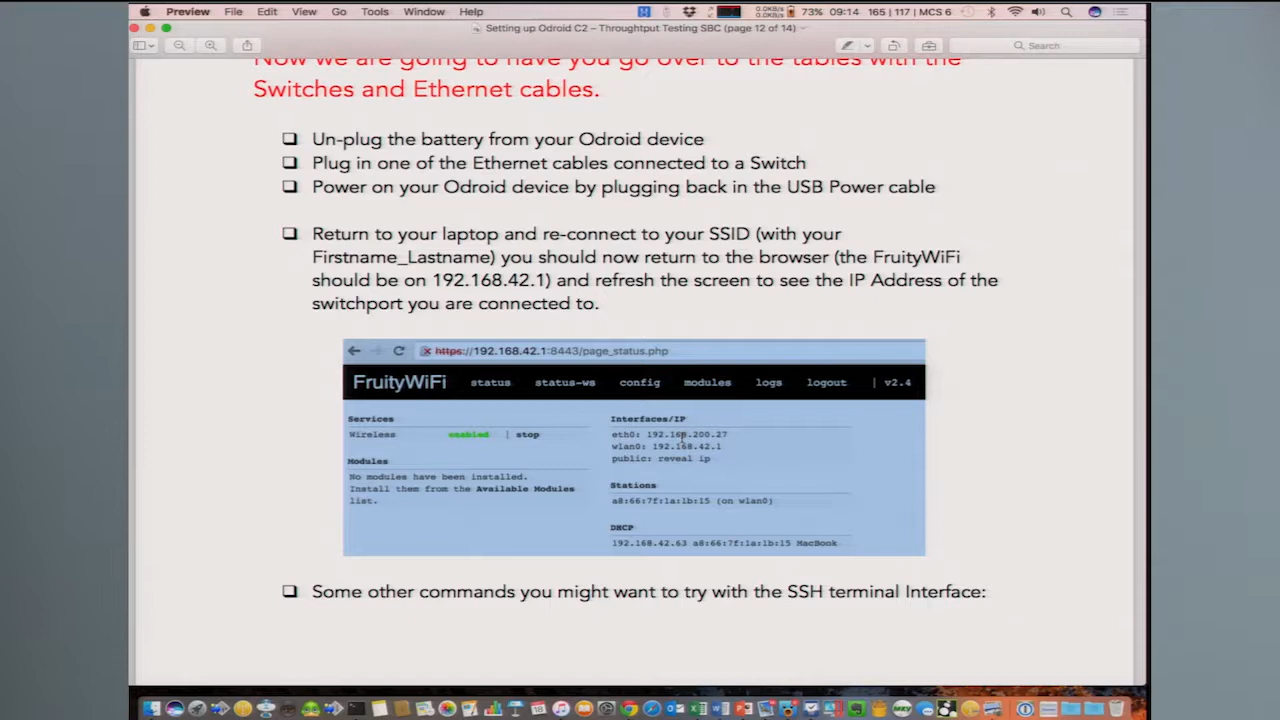 Preview File Edit View Go Tools Window Help 0.0KB/s 0.0KB/s 73% 09:14 165 | 117 | MCS 6
Setting up Odroid C2 – Throughtput Testing SBC (page 12 of 14)
Search
Now we are going to have you go over to the tables with the
Switches and Ethernet cables.
Un-plug the battery from your Odroid device
Plug in one of the Ethernet cables connected to a Switch
Power on your Odroid device by plugging back in the USB Power cable
Return to your laptop and re-connect to your SSID (with your
Firstname_Lastname) you should now return to the browser (the FruityWiFi
should be on 192.168.42.1) and refresh the screen to see the IP Address of the
switchport you are connected to.
https://192.168.42.1:8443/page_status.php
FruityWiFi status status-ws config modules logs logout | v2.4
Services
Wireless enabled | stop
Modules
No modules have been installed.
Install them from the Available Modules
list.
Interfaces/IP
eth0: 192.168.200.27
wlan0: 192.168.42.1
public: reveal ip
Stations
a8:66:7f:1a:1b:15 (on wlan0)
DHCP
192.168.42.63 a8:66:7f:1a:1b:15 MacBook
Some other commands you might want to try with the SSH terminal Interface: